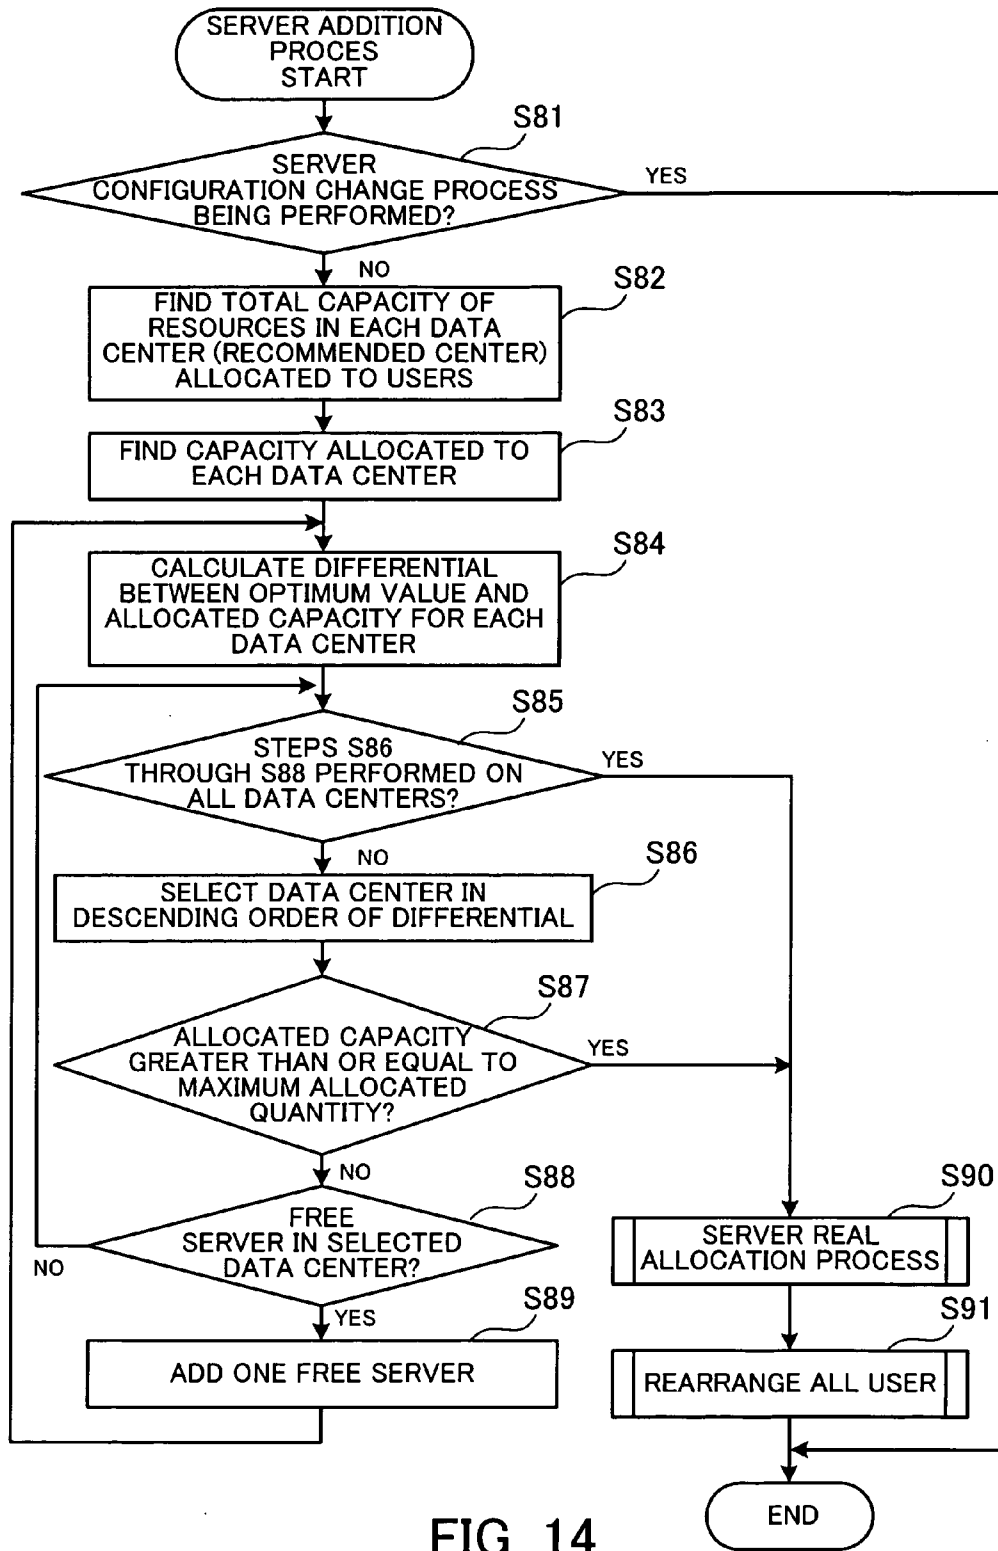 SERVER ADDITION
PROCES
START
S81
SERVER
CONFIGURATION CHANGE PROCESS
BEING PERFORMED?
YES
NO
S82
FIND TOTAL CAPACITY OF
RESOURCES IN EACH DATA
CENTER (RECOMMENDED CENTER)
ALLOCATED TO USERS
S83
FIND CAPACITY ALLOCATED TO
EACH DATA CENTER
S84
CALCULATE DIFFERENTIAL
BETWEEN OPTIMUM VALUE AND
ALLOCATED CAPACITY FOR EACH
DATA CENTER
S85
STEPS S86
THROUGH S88 PERFORMED ON
ALL DATA CENTERS?
YES
NO
S86
SELECT DATA CENTER IN
DESCENDING ORDER OF DIFFERENTIAL
S87
ALLOCATED CAPACITY
GREATER THAN OR EQUAL TO
MAXIMUM ALLOCATED
QUANTITY?
YES
NO
S88
FREE
SERVER IN SELECTED
DATA CENTER?
NO
YES
S89
ADD ONE FREE SERVER
S90
SERVER REAL
ALLOCATION PROCESS
S91
REARRANGE ALL USER
END
FIG. 14